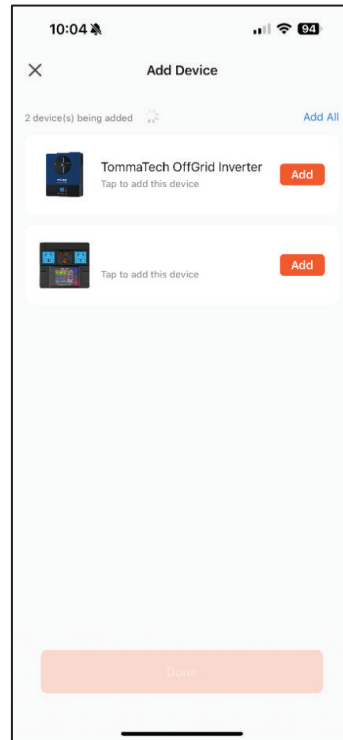 10:04
94
Add Device
2 device(s) being added
Add All
TommaTech OffGrid Inverter
Tap to add this device
Add
Tap to add this device
Add
Done